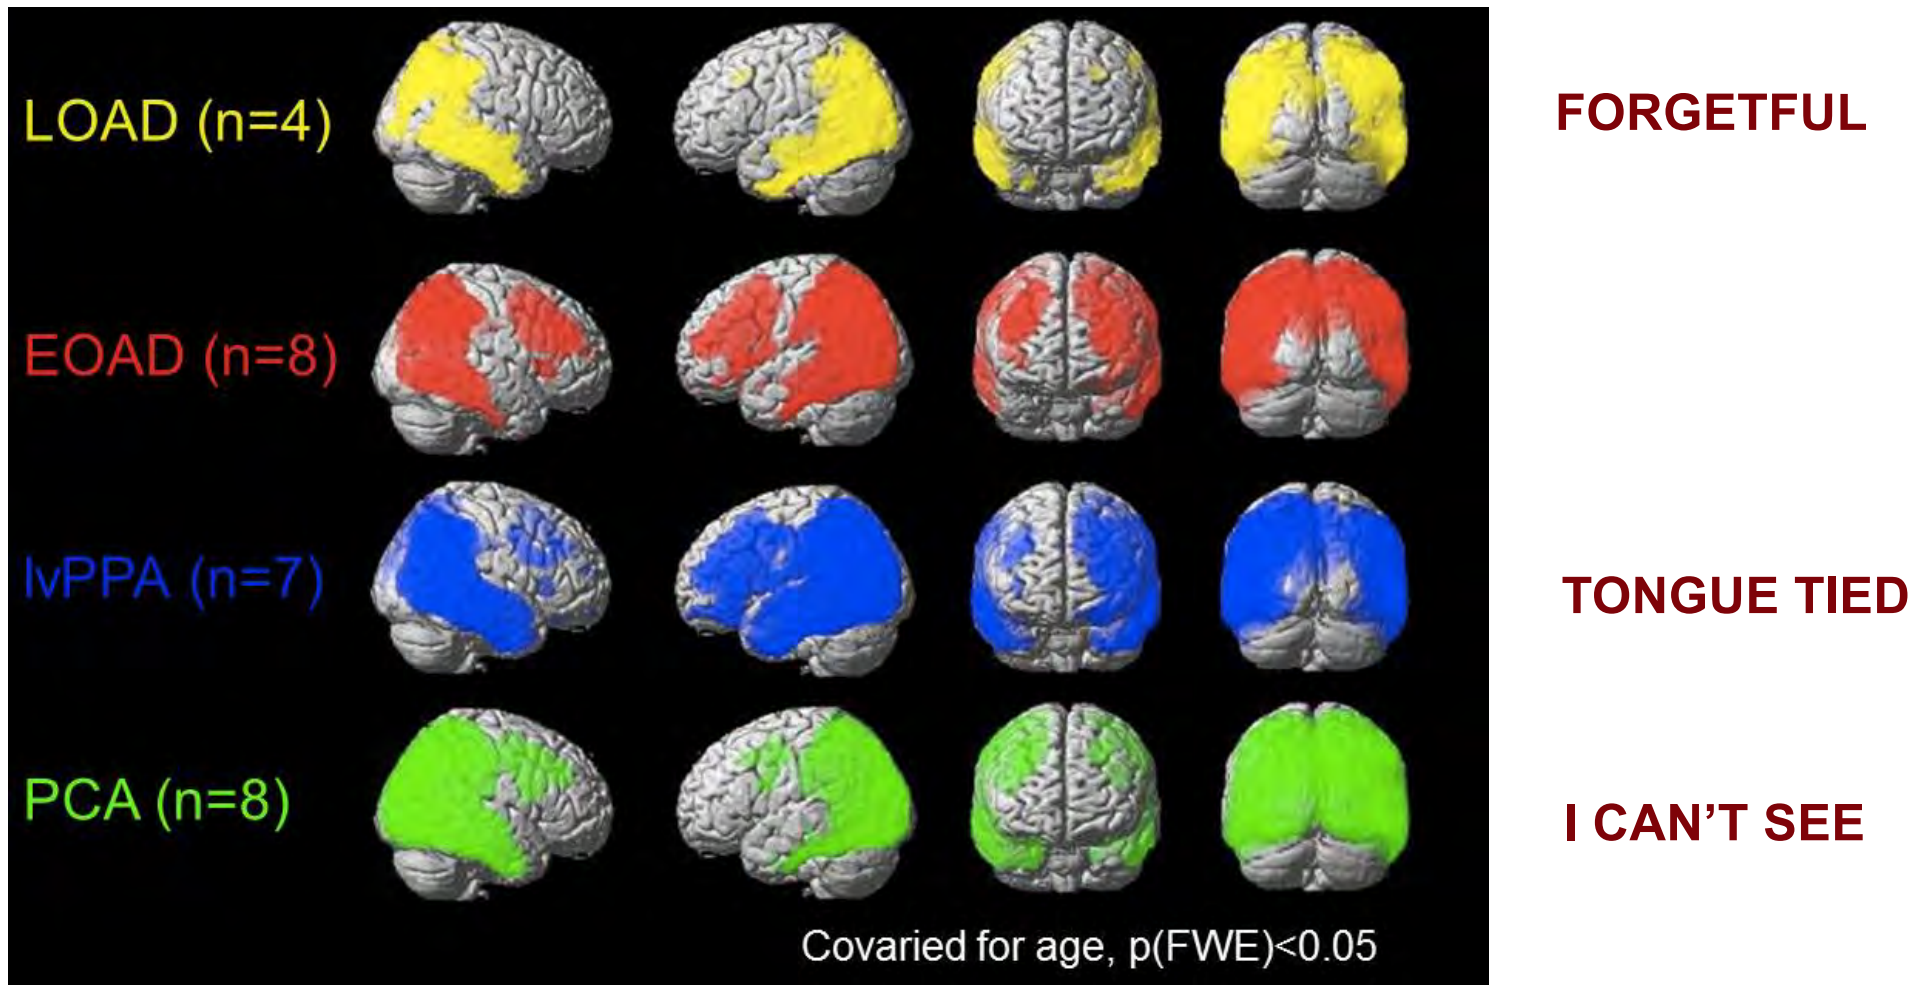 LOAD (n=4)
FORGETFUL
EOAD (n=8)
lvPPA (n=7)
TONGUE TIED
PCA (n=8)
I CAN'T SEE
Covaried for age, p(FWE)<0.05